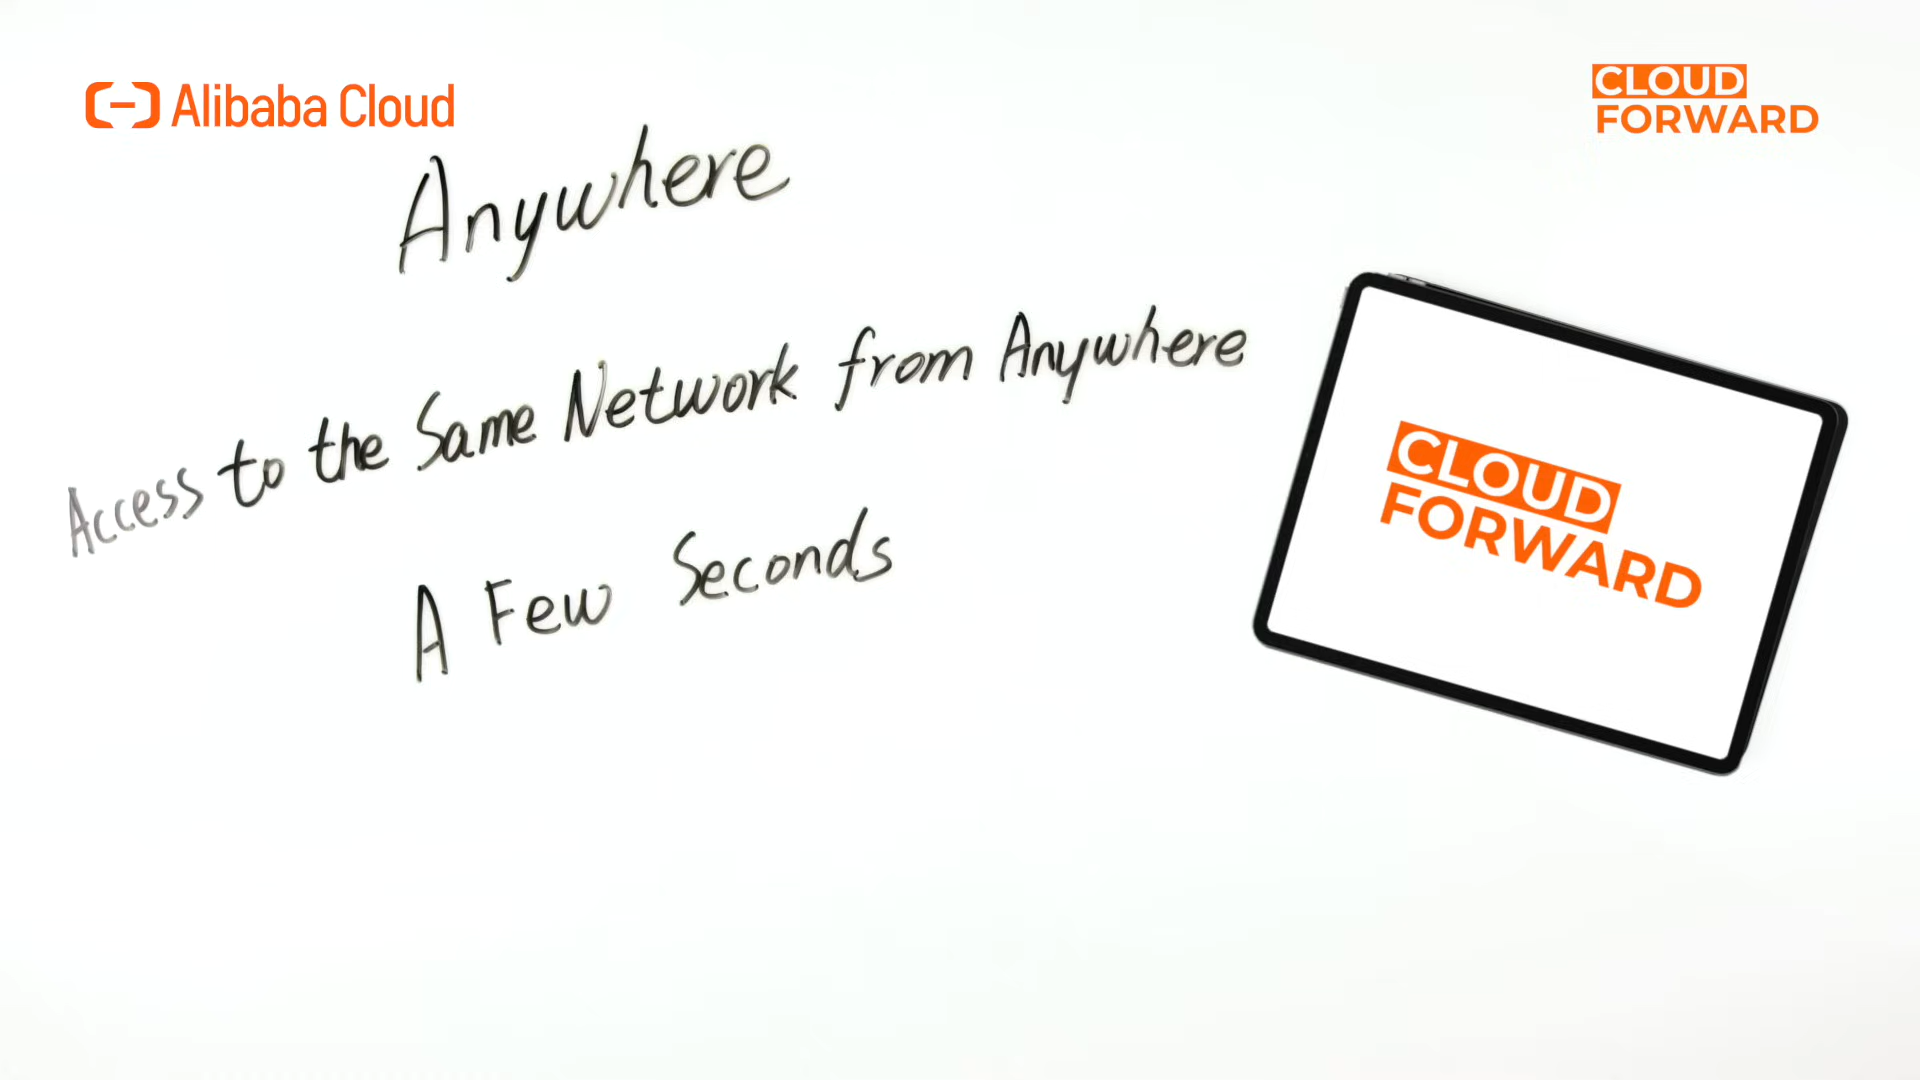 Alibaba Cloud
CLOUD
FORWARD
Anywhere
Access to the Same Network from Anywhere
A Few Seconds
CLOUD
FORWARD